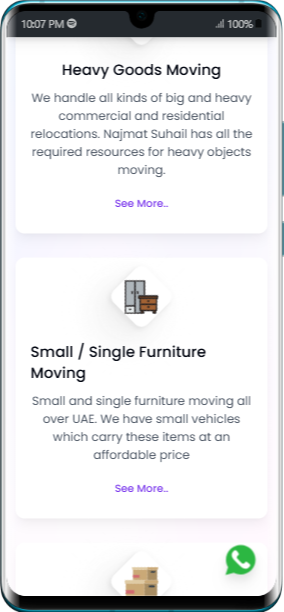 10:07 PM
100%
Heavy Goods Moving
We handle all kinds of big and heavy
commercial and residential
relocations. Najmat Suhail has all the
required resources for heavy objects
moving.
See More..
Small / Single Furniture
Moving
Small and single furniture moving all
over UAE. We have small vehicles
which carry these items at an
affordable price
See More..